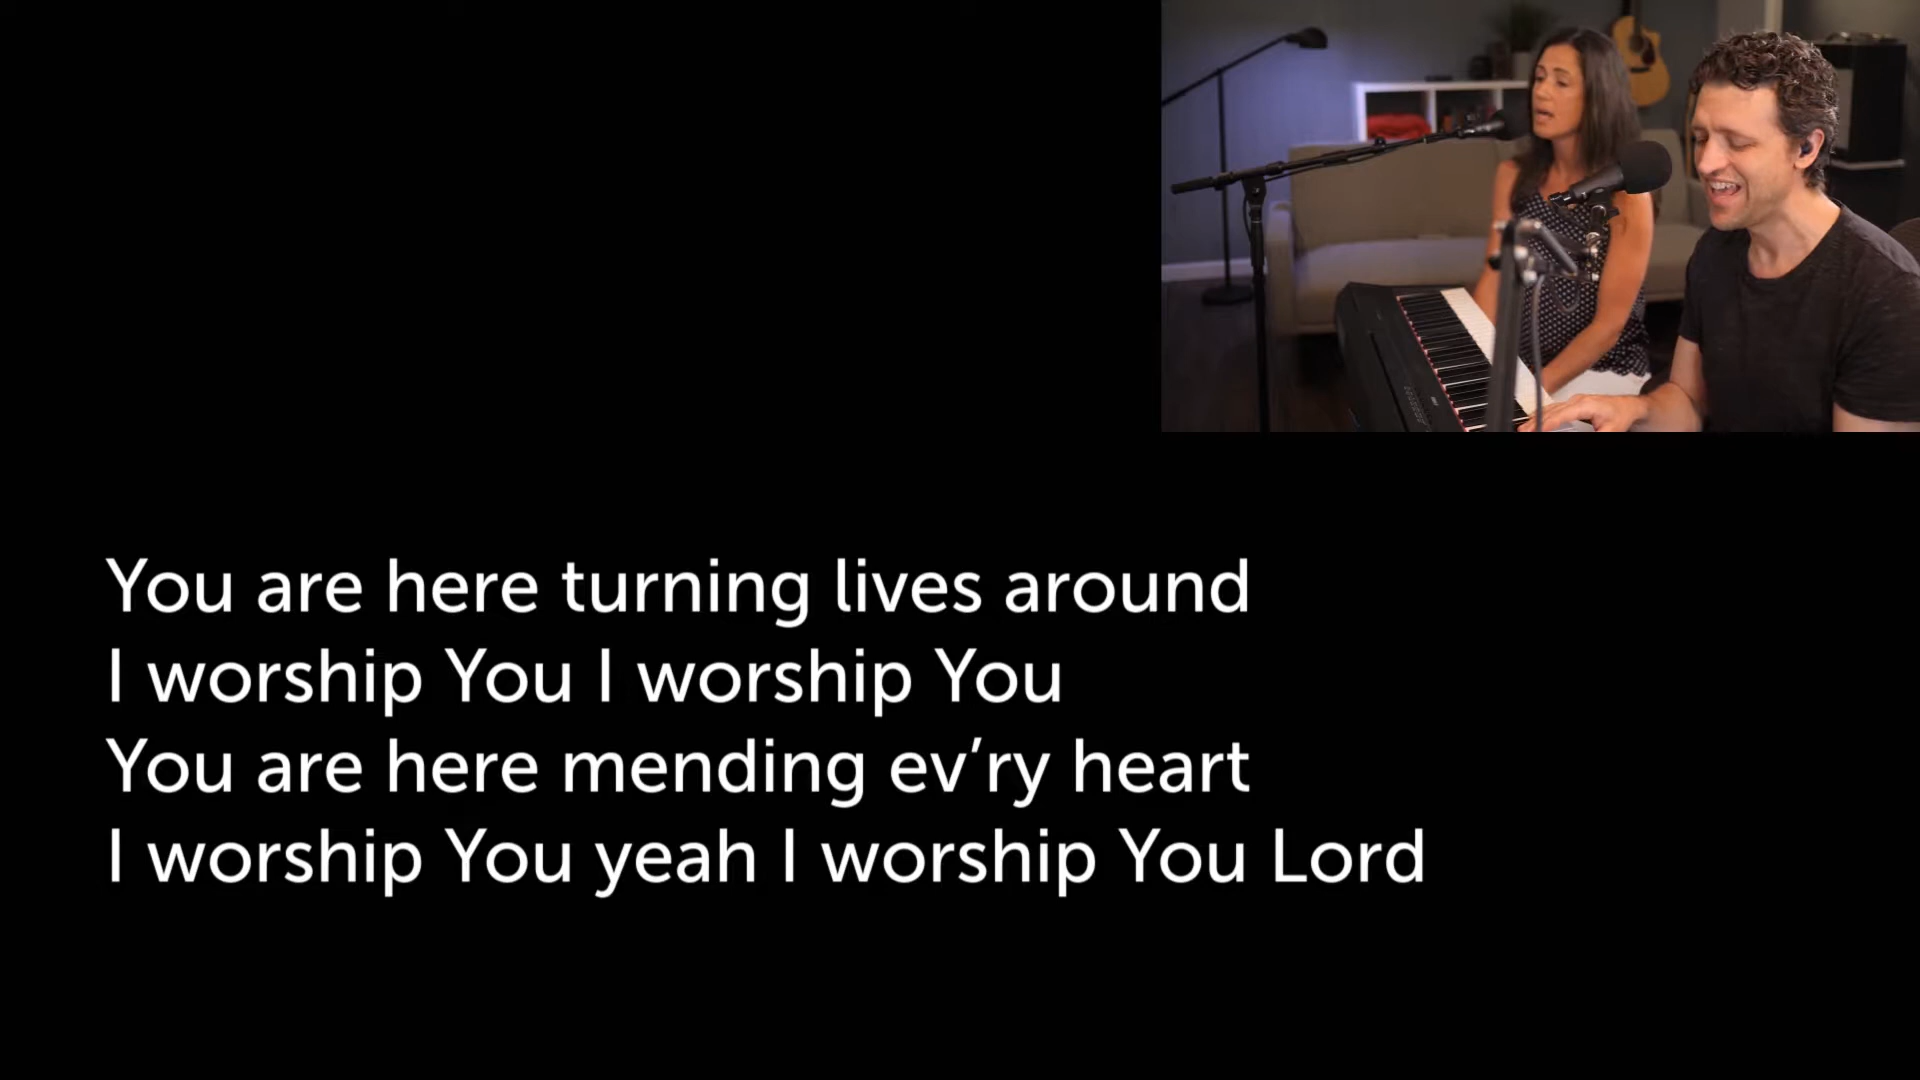 You are here turning lives around
I worship You I worship You
You are here mending ev’ry heart
I worship You yeah I worship You Lord